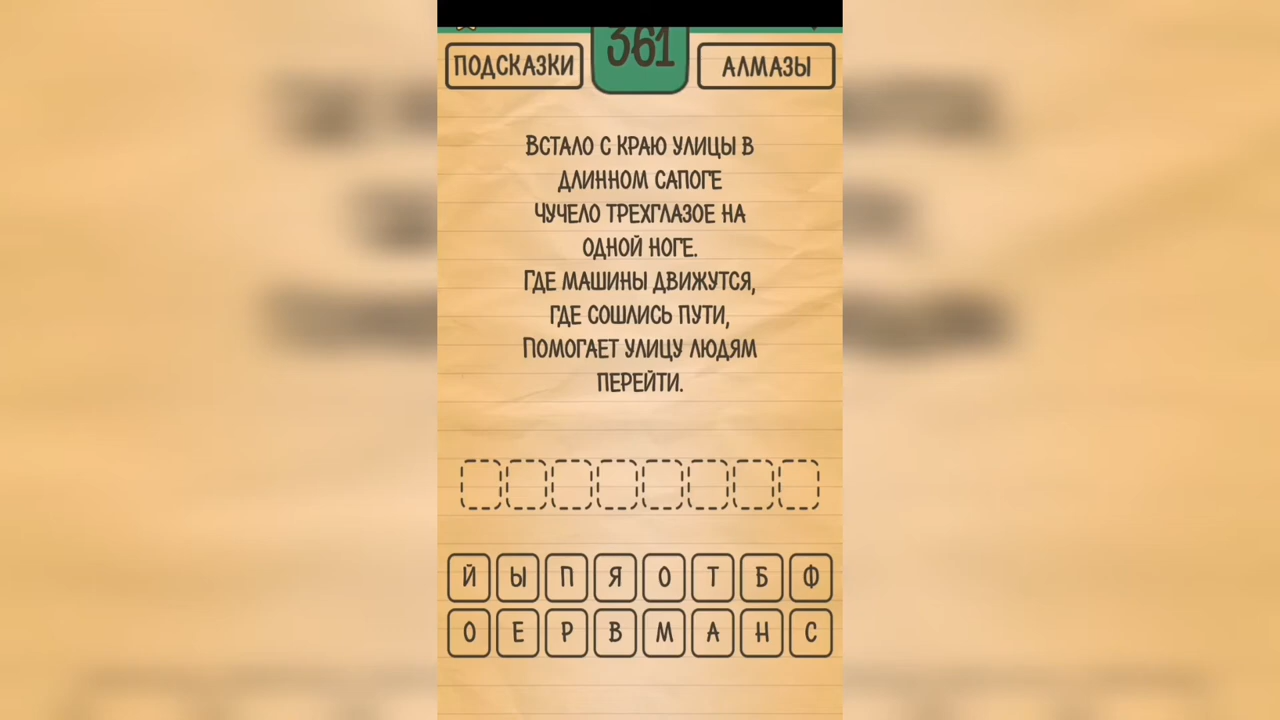 361
ПОДСКАЗКИ
АЛМАЗЫ
ВСТАЛО С КРАЮ УЛИЦЫ В
ДЛИННОМ САПОГЕ
ЧУЧЕЛО ТРЕХГЛАЗОЕ НА
ОДНОЙ НОГЕ.
ГДЕ МАШИНЫ ДВИЖУТСЯ,
ГДЕ СОШЛИСЬ ПУТИ,
ПОМОГАЕТ УЛИЦУ ЛЮДЯМ
ПЕРЕЙТИ.
Й Ы П Я О Т Б Ф
О Е Р В М А Н С